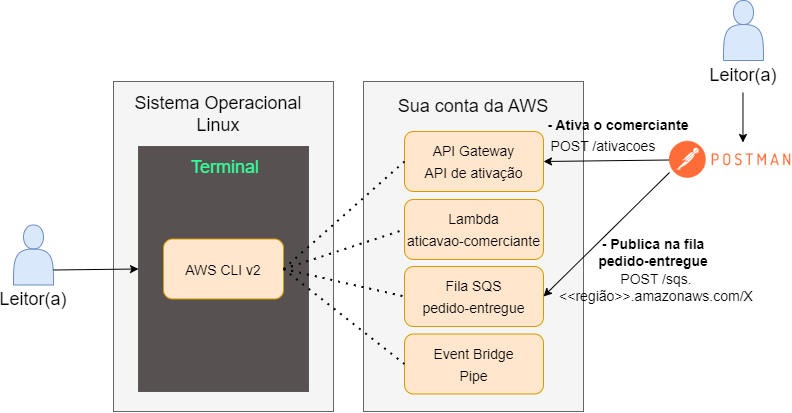 Leitor(a)
Sistema Operacional
Linux
Terminal
AWS CLI v2
Leitor(a)
Sua conta da AWS
API Gateway
API de ativação
Lambda
aticavao-comerciante
Fila SQS
pedido-entregue
Event Bridge
Pipe
- Ativa o comerciante
POST /ativacoes
POSTMAN
- Publica na fila
pedido-entregue
POST /sqs.
<<região>>.amazonaws.com/X